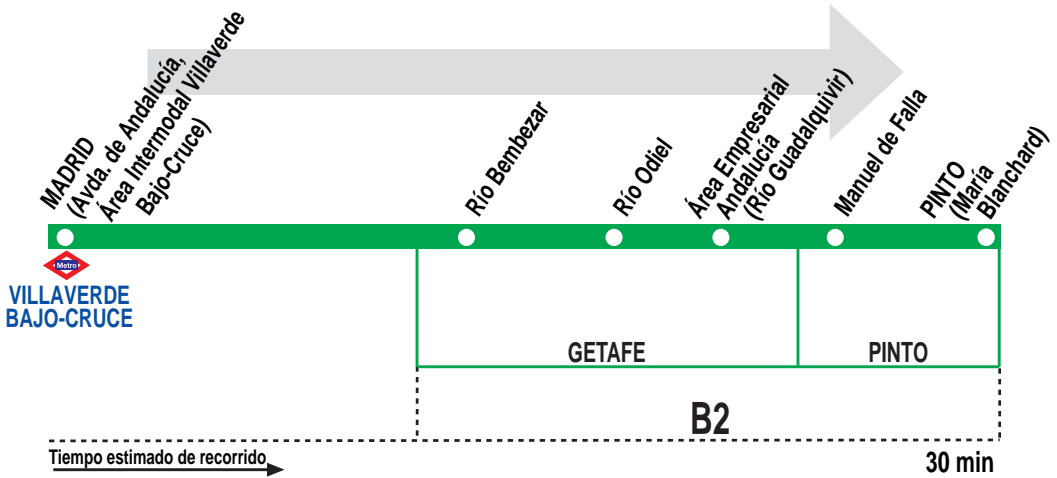 MADRID
(Avda. de Andalucía,
Área Intermodal Villaverde
Bajo-Cruce)
Río Bembezar
Río Odiel
Área Empresarial
Andalucía
(Río Guadalquivir)
Manuel de Falla
PINTO
(María
Blanchard)
Metro
VILLAVERDE
BAJO-CRUCE
GETAFE
PINTO
B2
Tiempo estimado de recorrido
30 min